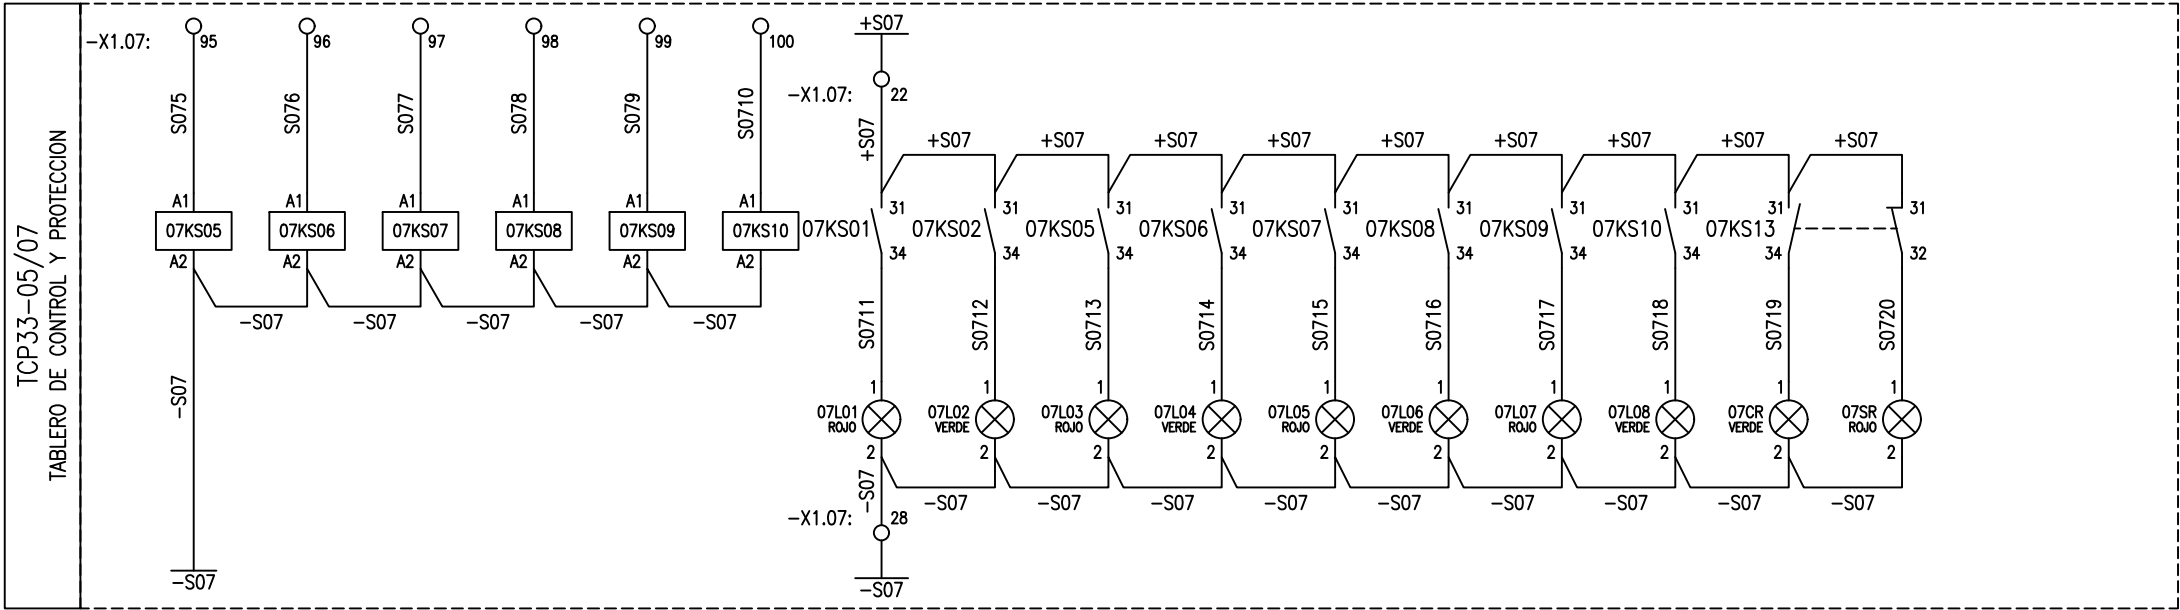 TCP33-05/07
TABLERO DE CONTROL Y PROTECCION
-X1.07: 95 96 97 98 99 100
S075 S076 S077 S078 S079 S0710
A1 A1 A1 A1 A1 A1
07KS05 07KS06 07KS07 07KS08 07KS09 07KS10
A2 A2 A2 A2 A2 A2
-S07 -S07 -S07 -S07 -S07
-S07
-S07
+S07
-X1.07: 22
+S07
+S07 +S07 +S07 +S07 +S07 +S07 +S07 +S07 +S07
31 31 31 31 31 31 31 31 31 31
07KS01 07KS02 07KS05 07KS06 07KS07 07KS08 07KS09 07KS10 07KS13
34 34 34 34 34 34 34 34 34 32
S0711 S0712 S0713 S0714 S0715 S0716 S0717 S0718 S0719 S0720
1 1 1 1 1 1 1 1 1 1
07L01 07L02 07L03 07L04 07L05 07L06 07L07 07L08 07CR 07SR
ROJO VERDE ROJO VERDE ROJO VERDE ROJO VERDE VERDE ROJO
2 2 2 2 2 2 2 2 2 2
-S07
-S07 -S07 -S07 -S07 -S07 -S07 -S07 -S07 -S07
-X1.07: 28
-S07